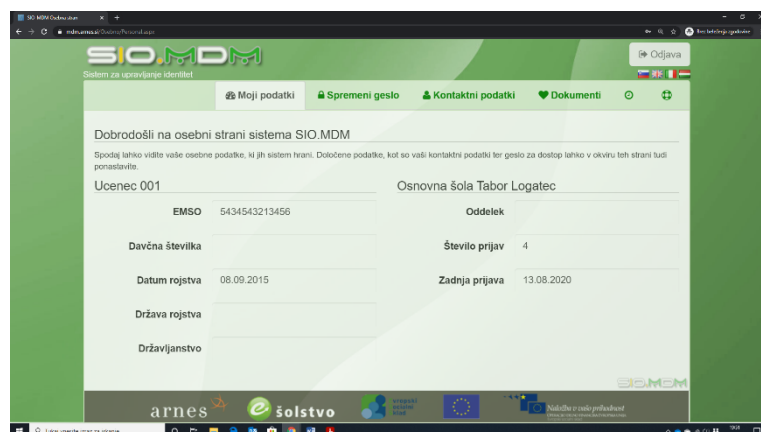 SIO MDM Osebna stran
mdm.arnes.si/Osebno/Personal.aspx
SIO.MDM
Sistem za upravljanje identitet
Odjava
Moji podatki
Spremeni geslo
Kontaktni podatki
Dokumenti
Dobrodošli na osebni strani sistema SIO.MDM
Spodaj lahko vidite vaše osebne podatke, ki jih sistem hrani. Določene podatke, kot so vaši kontaktni podatki ter geslo za dostop lahko v okviru teh strani tudi
ponastavite.
Ucenec 001
Osnovna šola Tabor Logatec
EMSO 5434543213456
Oddelek
Davčna številka
Število prijav 4
Datum rojstva 08.09.2015
Zadnja prijava 13.08.2020
Država rojstva
Državljanstvo
SIO.MDM
arnes
e šolstvo
Naložba v vašo prihodnost